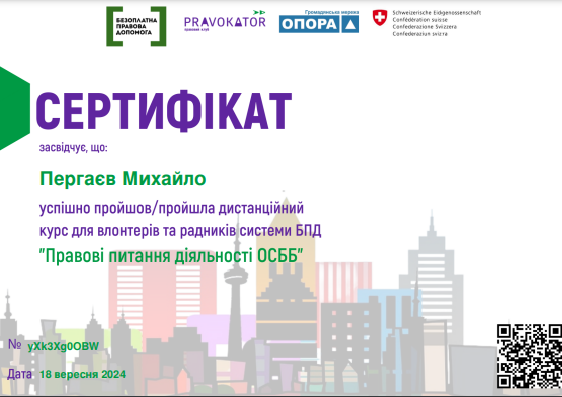 БЕЗОПЛАТНА
ПРАВОВА
ДОПОМОГА
PRAVOKATOR
правовий клуб
Громадянська мережа
ОПОРА
Schweizerische Eidgenossenschaft
Confédération suisse
Confederazione Svizzera
Confederaziun svizra
СЕРТИФІКАТ
засвідчує, що:
Пергаєв Михайло
успішно пройшов/пройшла дистанційний
курс для влонтерів та радників системи БПД
"Правові питання діяльності ОСББ"
№ yXk3Xg0OBW
Дата 18 вересня 2024